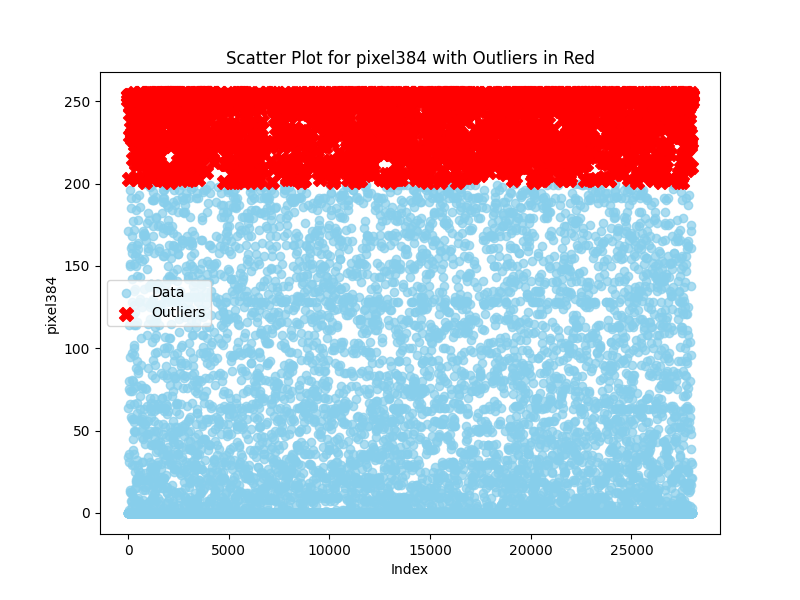 Scatter Plot for pixel384 with Outliers in Red
250
200
150
100
50
0
pixel384
Data
Outliers
0
5000
10000
15000
20000
25000
Index